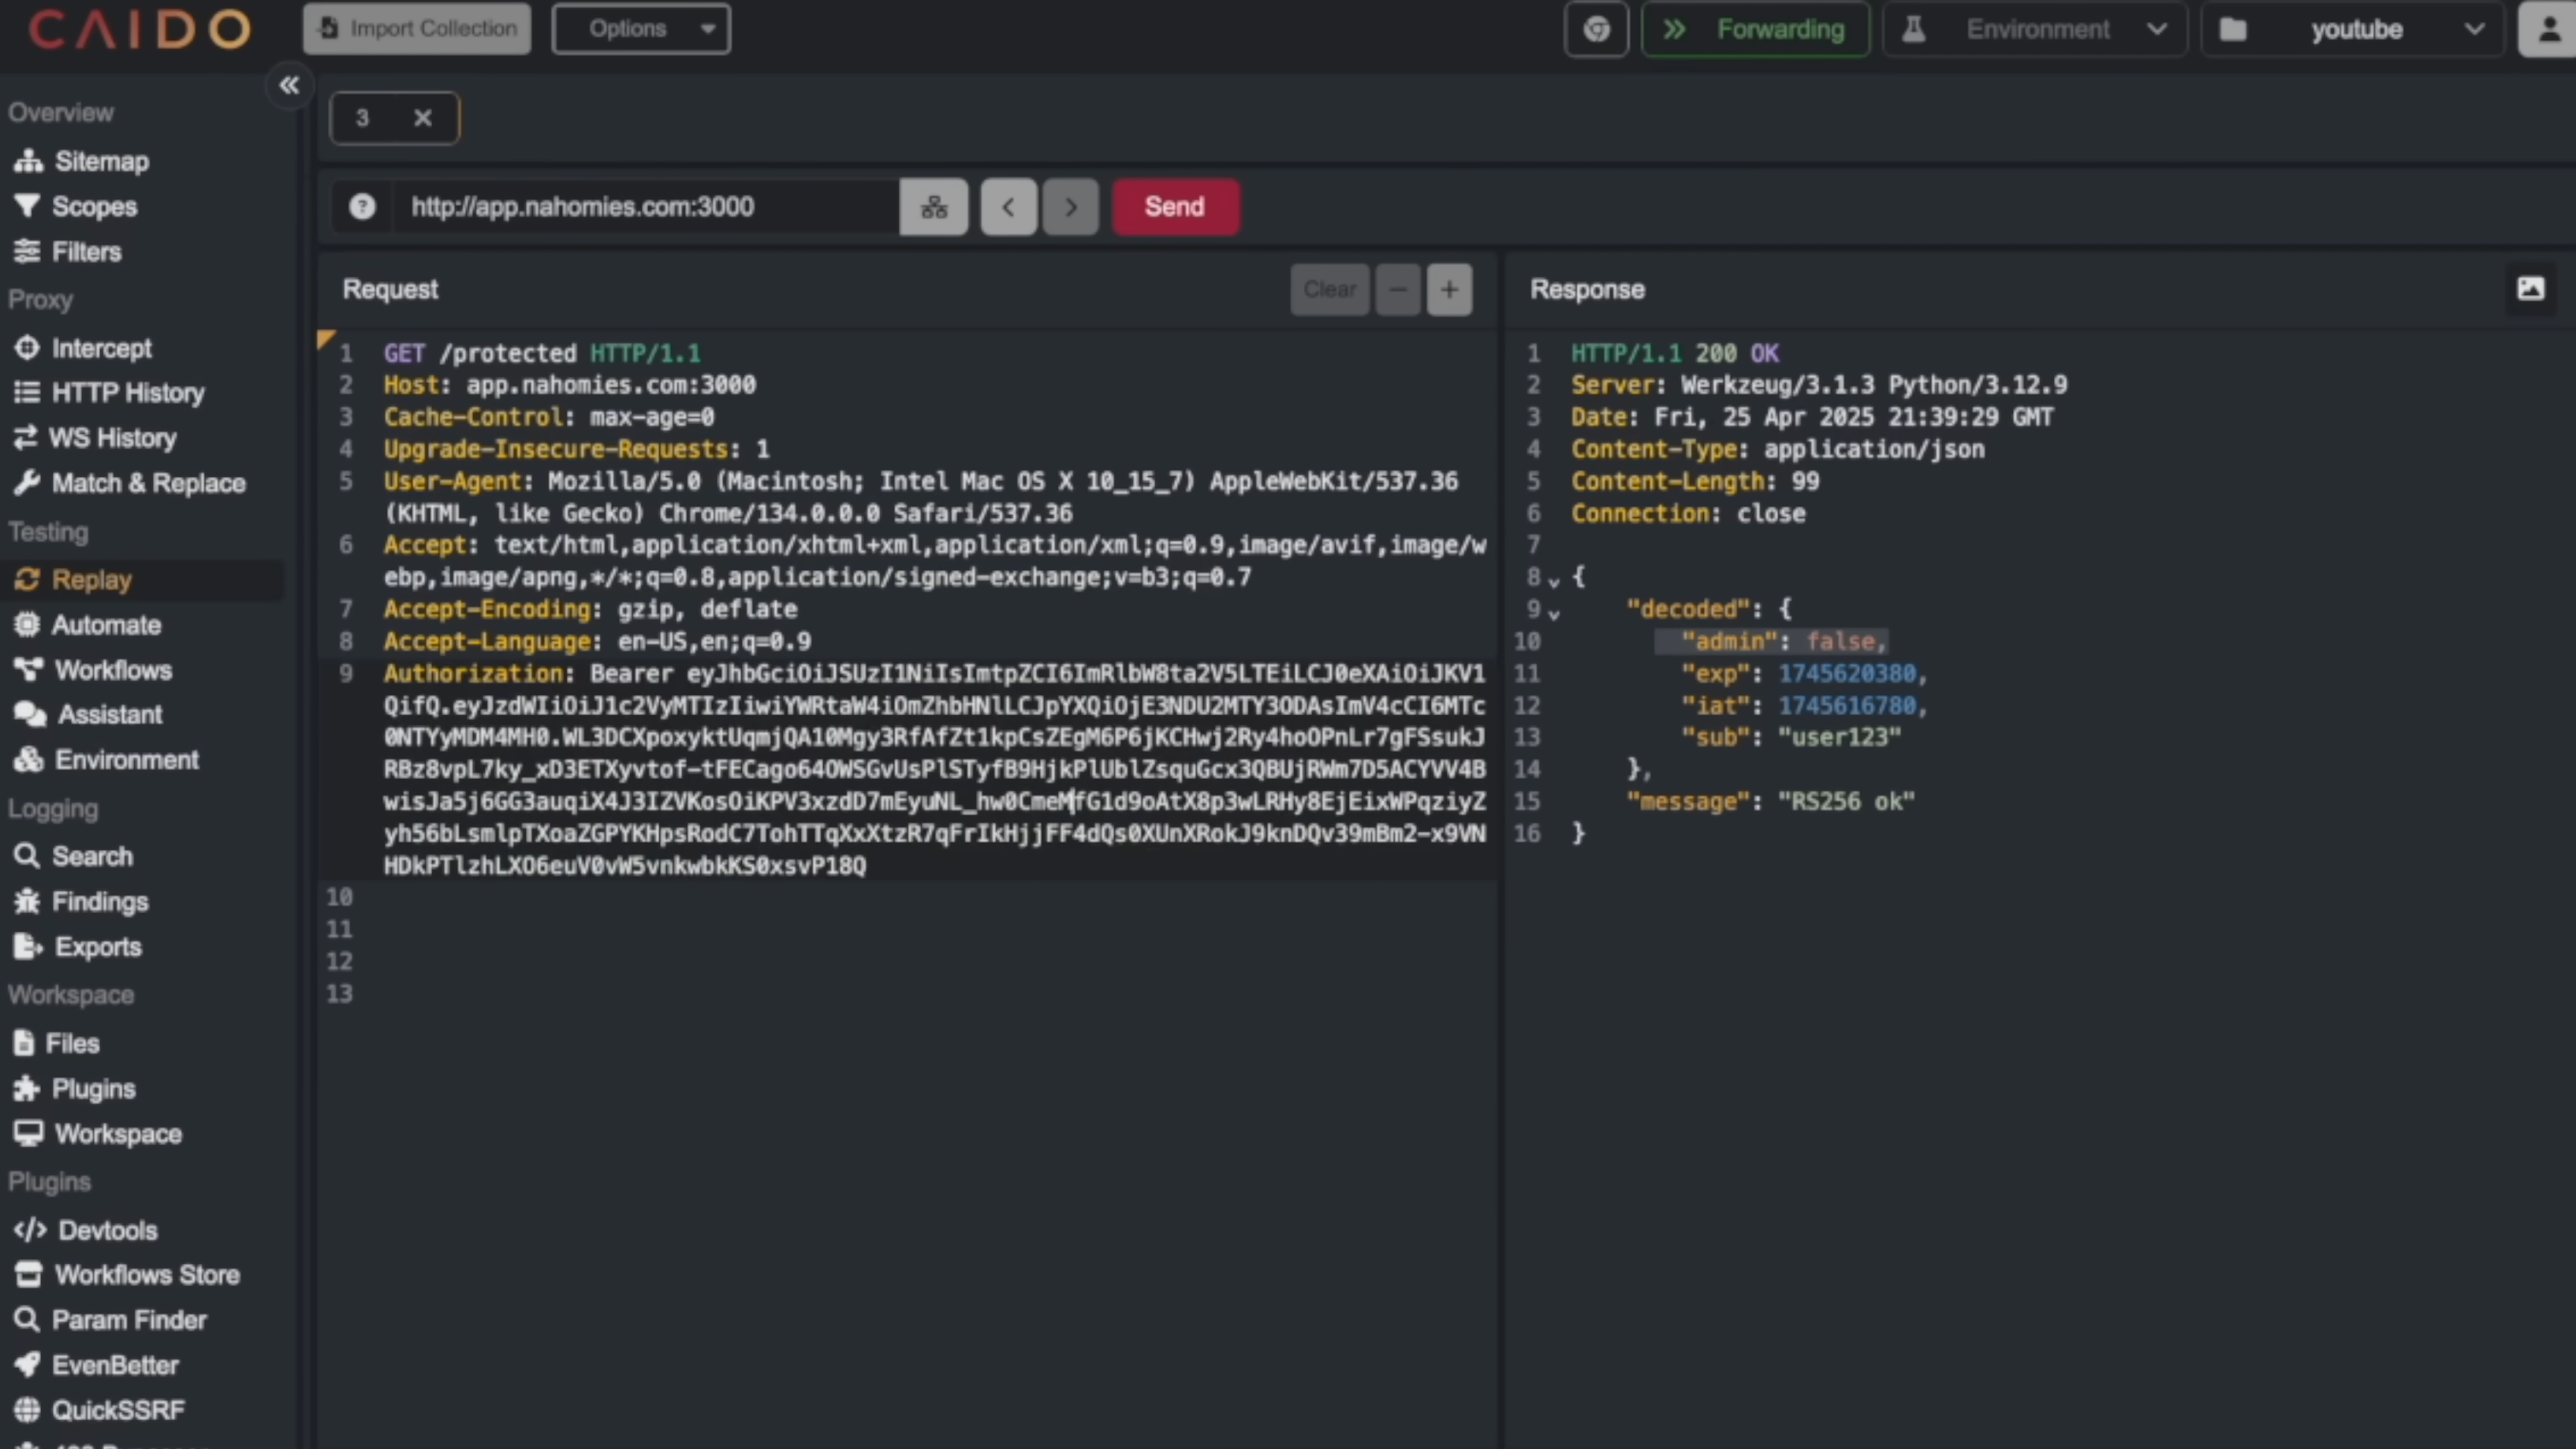 CAIDO
Import Collection
Options
Forwarding
Environment
youtube
Overview
Sitemap
Scopes
Filters
Proxy
Intercept
HTTP History
WS History
Match & Replace
Testing
Replay
Automate
Workflows
Assistant
Environment
Logging
Search
Findings
Exports
Workspace
Files
Plugins
Workspace
Plugins
Devtools
Workflows Store
Param Finder
EvenBetter
QuickSSRF
3
http://app.nahomies.com:3000
Send
Request
Clear
1 GET /protected HTTP/1.1
2 Host: app.nahomies.com:3000
3 Cache-Control: max-age=0
4 Upgrade-Insecure-Requests: 1
5 User-Agent: Mozilla/5.0 (Macintosh; Intel Mac OS X 10_15_7) AppleWebKit/537.36
(KHTML, like Gecko) Chrome/134.0.0.0 Safari/537.36
6 Accept: text/html,application/xhtml+xml,application/xml;q=0.9,image/avif,image/w
ebp,image/apng,*/*;q=0.8,application/signed-exchange;v=b3;q=0.7
7 Accept-Encoding: gzip, deflate
8 Accept-Language: en-US,en;q=0.9
9 Authorization: Bearer eyJhbGciOiJSUzI1NiIsImtpZCI6ImRlbW8ta2V5LTEiLCJ0eXAiOiJKV1
QifQ.eyJzdWIiOiJ1c2VyMTIzIiwiYWRtaW4iOmZhbHNlLCJpYXQiOjE3NDU2MTY3ODAsImV4cCI6MTc
0NTYyMDM4MH0.WL3DCXpoxyktUqmjQA10Mgy3RfAfZt1kpCsZEgM6P6jKCHwj2Ry4hoOPnLr7gFSsukJ
RBz8vpL7ky_xD3ETXyvtof-tFECago64OWSGvUsPlSTyfB9HjkPlUblZsquGcx3QBUjRWm7D5ACYVV4B
wisJa5j6GG3auqiX4J3IZVKosOiKPV3xzdD7mEyuNL_hw0CmeMfG1d9oAtX8p3wLRHy8EjEixWPqziyZ
yh56bLsmlpTXoaZGPYKHpsRodC7TohTTqXxXtzR7qFrIkHjjFF4dQs0XUnXRokJ9knDQv39mBm2-x9VN
HDkPTlzhLXO6euV0vW5vnkwbkKS0xsvP18Q
10
11
12
13
Response
1 HTTP/1.1 200 OK
2 Server: Werkzeug/3.1.3 Python/3.12.9
3 Date: Fri, 25 Apr 2025 21:39:29 GMT
4 Content-Type: application/json
5 Content-Length: 99
6 Connection: close
7
8 {
9 "decoded": {
10 "admin": false,
11 "exp": 1745620380,
12 "iat": 1745616780,
13 "sub": "user123"
14 },
15 "message": "RS256 ok"
16 }